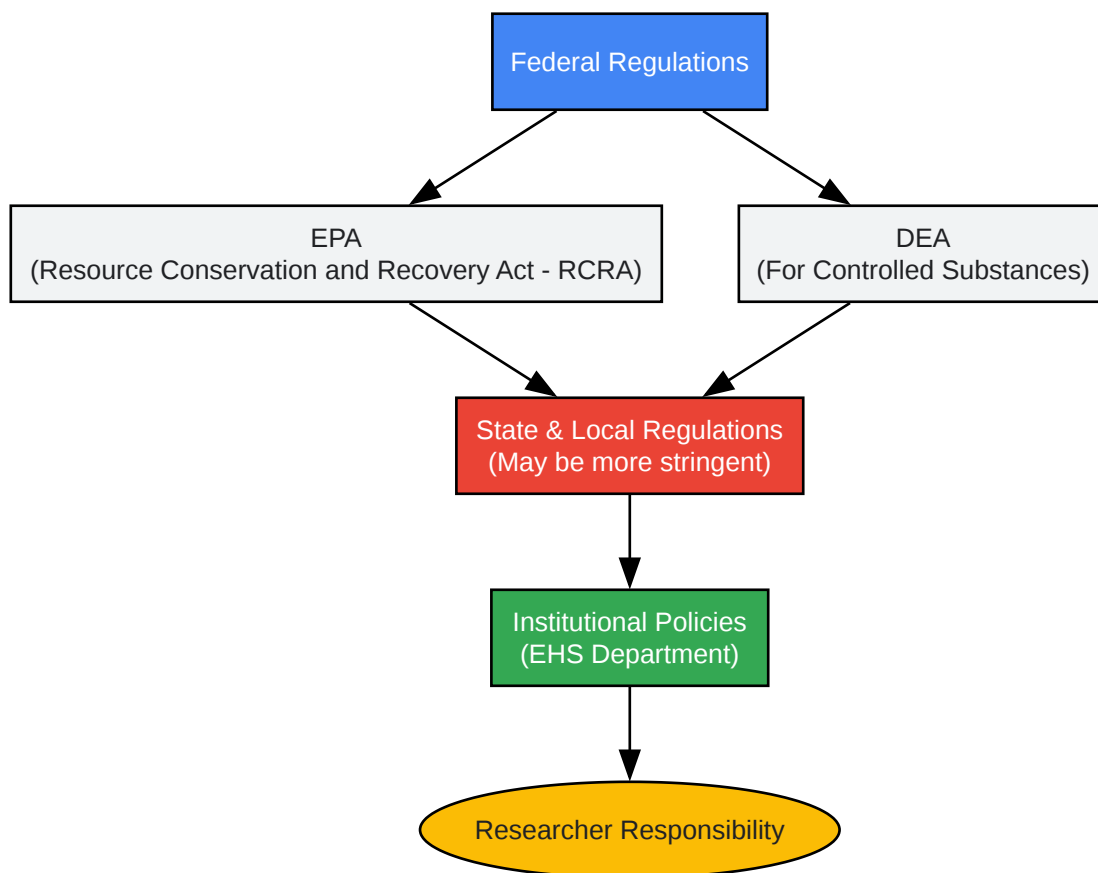 Federal Regulations
EPA
(Resource Conservation and Recovery Act - RCRA)
DEA
(For Controlled Substances)
State & Local Regulations
(May be more stringent)
Institutional Policies
(EHS Department)
Researcher Responsibility